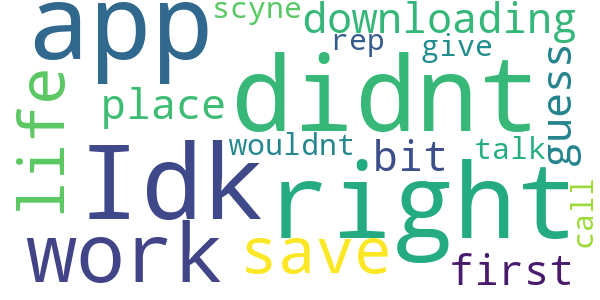 scyne
app
downloading
rep
give
didnt
guess
life
place
wouldnt
bit
talk
Idk
right
call
work
save
first